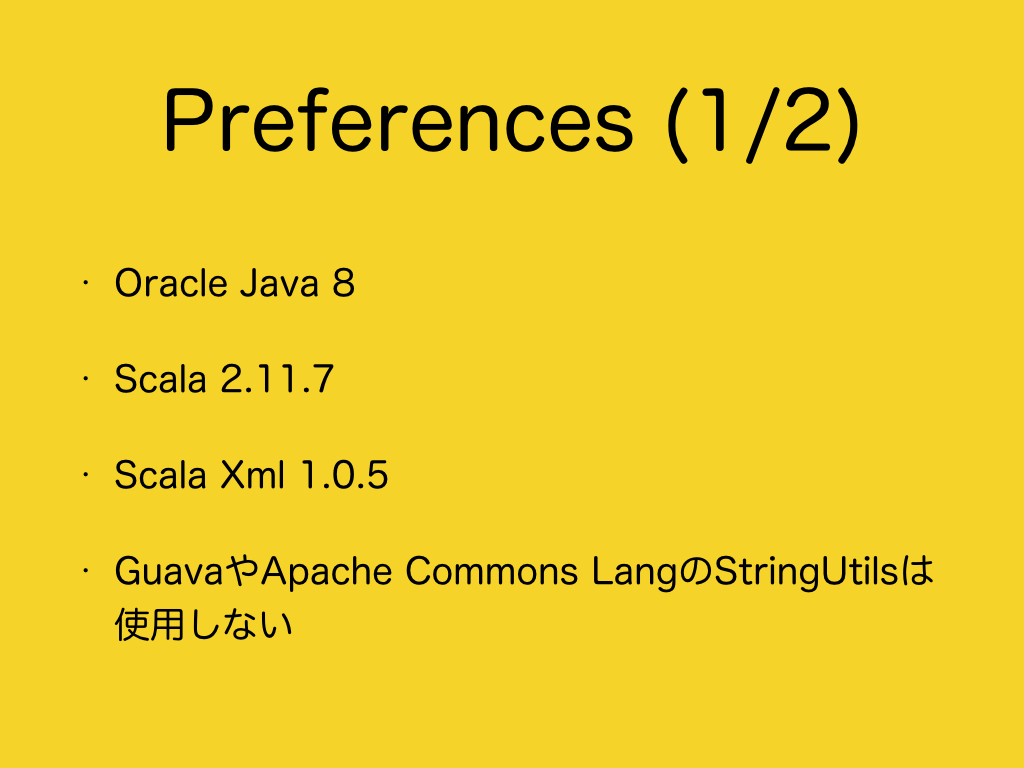 Preferences (1/2)
・ Oracle Java 8
・ Scala 2.11.7
・ Scala Xml 1.0.5
・ GuavaやApache Commons LangのStringUtilsは
使用しない